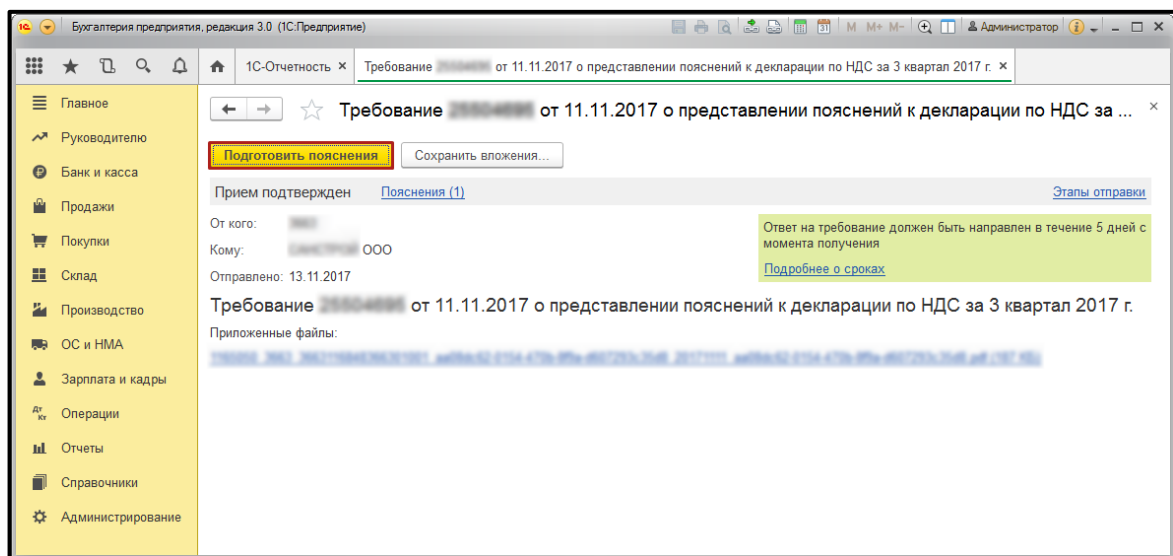 1С Бухгалтерия предприятия, редакция 3.0 (1С:Предприятие) 31 M M+ M- Администратор
1С-Отчетность × Требование от 11.11.2017 о представлении пояснений к декларации по НДС за 3 квартал 2017 г. ×
Главное
Требование от 11.11.2017 о представлении пояснений к декларации по НДС за ... ×
Руководителю
Подготовить пояснения Сохранить вложения...
Банк и касса
Прием подтвержден Пояснения (1) Этапы отправки
Продажи
От кого:
Ответ на требование должен быть направлен в течение 5 дней с
момента получения
Покупки
Кому: ООО
Подробнее о сроках
Склад
Отправлено: 13.11.2017
Производство
Требование от 11.11.2017 о представлении пояснений к декларации по НДС за 3 квартал 2017 г.
Приложенные файлы:
ОС и НМА
Зарплата и кадры
Дт
Кт
Операции
Отчеты
Справочники
Администрирование